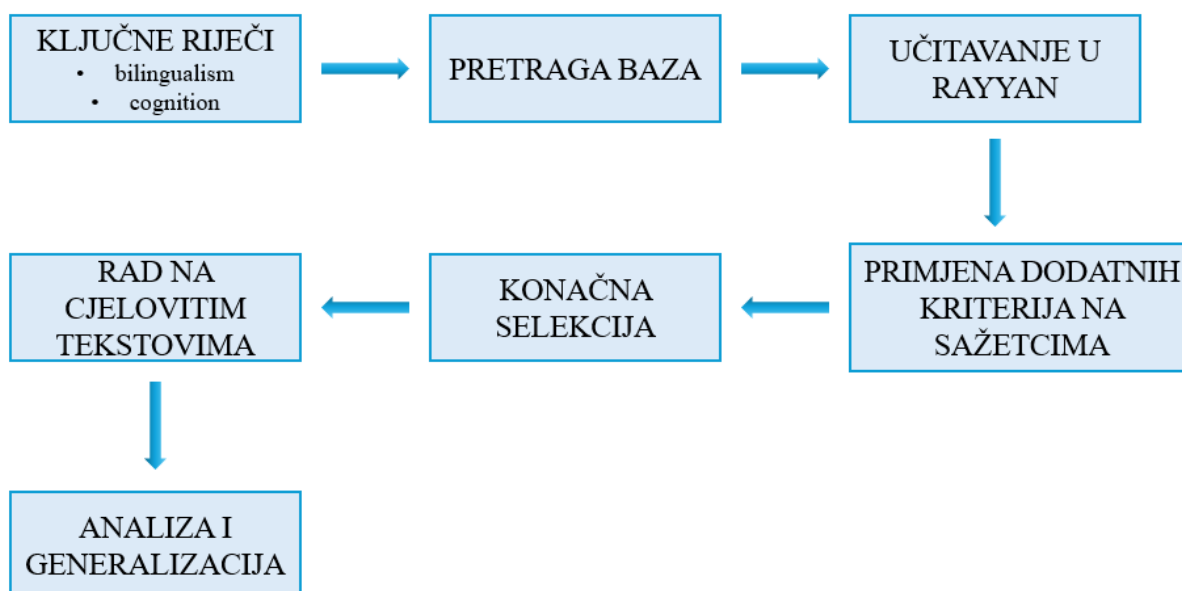 KLJUČNE RIJEČI
• bilingualism
• cognition
PRETRAGA BAZA
UČITAVANJE U
RAYYAN
PRIMJENA DODATNIH
KRITERIJA NA
SAŽETCIMA
KONAČNA
SELEKCIJA
RAD NA
CJELOVITIM
TEKSTOVIMA
ANALIZA I
GENERALIZACIJA